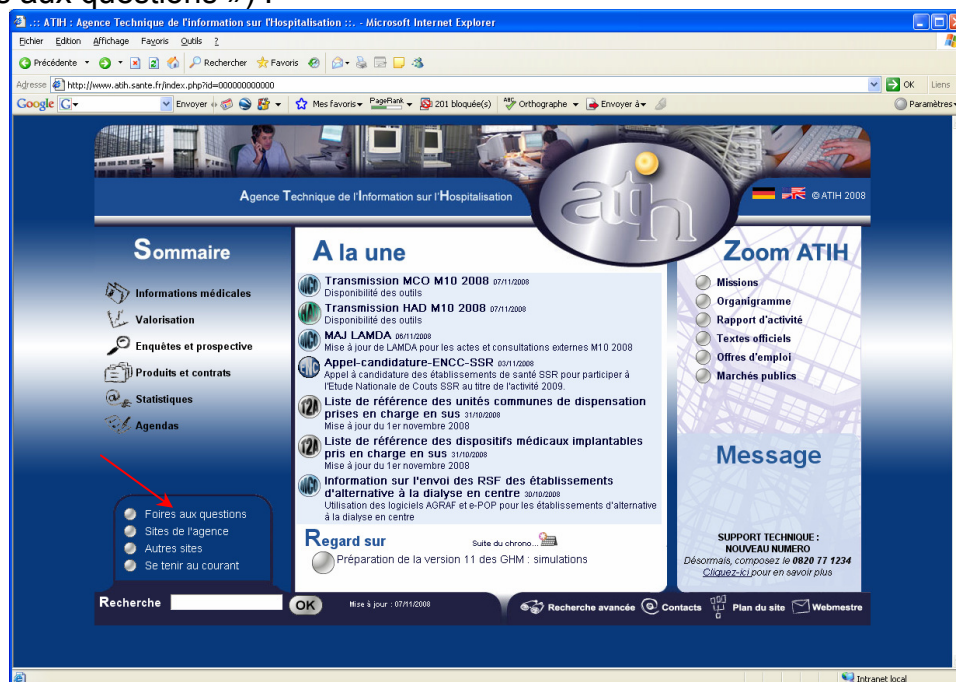 aux questions ») :
.:: ATIH : Agence Technique de l'information sur l'Hospitalisation ::. - Microsoft Internet Explorer
Fichier Edition Affichage Favoris Outils ?
Précédente Rechercher Favoris
Adresse http://www.atih.sante.fr/index.php?id=000000000000 OK Liens
Google G Envoyer Mes favoris PageRank 201 bloquée(s) Orthographe Envoyer à Paramètres
Agence Technique de l'Information sur l'Hospitalisation
atih
© ATIH 2008
Sommaire
Informations médicales
Valorisation
Enquêtes et prospective
Produits et contrats
Statistiques
Agendas
Foires aux questions
Sites de l'agence
Autres sites
Se tenir au courant
A la une
MCO Transmission MCO M10 2008 07/11/2008
Disponibilité des outils
HAD Transmission HAD M10 2008 07/11/2008
Disponibilité des outils
MCO MAJ LAMDA 06/11/2008
Mise à jour de LAMDA pour les actes et consultations externes M10 2008
Appel-candidature-ENCC-SSR 03/11/2008
Appel à candidature des établissements de santé SSR pour participer à
l'Etude Nationale de Couts SSR au titre de l'activité 2009.
T2A Liste de référence des unités communes de dispensation
prises en charge en sus 31/10/2008
Mise à jour du 1er novembre 2008
T2A Liste de référence des dispositifs médicaux implantables
pris en charge en sus 31/10/2008
Mise à jour du 1er novembre 2008
MCO Information sur l'envoi des RSF des établissements
d'alternative à la dialyse en centre 30/10/2008
Utilisation des logiciels AGRAF et e-POP pour les établissements d'alternative
à la dialyse en centre
Regard sur Suite du chrono...
Préparation de la version 11 des GHM : simulations
Zoom ATIH
Missions
Organigramme
Rapport d'activité
Textes officiels
Offres d'emploi
Marchés publics
Message
SUPPORT TECHNIQUE :
NOUVEAU NUMERO
Désormais, composez le 0820 77 1234
Cliquez-ici pour en savoir plus
Recherche OK Mise à jour : 07/11/2008 Recherche avancée Contacts Plan du site Webmestre
Intranet local